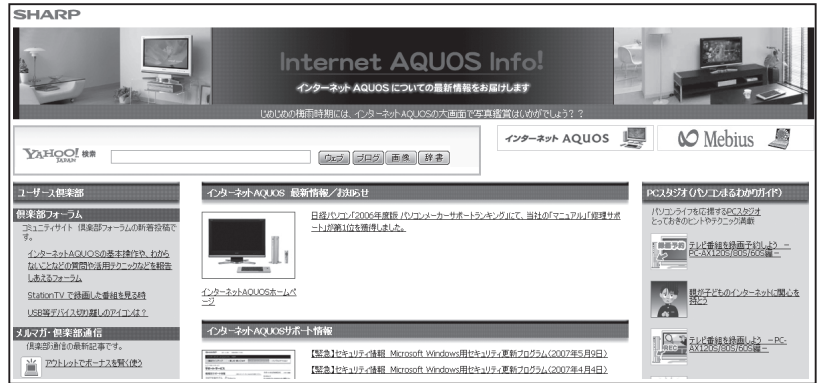 SHARP
Internet AQUOS Info!
インターネット AQUOS についての最新情報をお届けします
じめじめの梅雨時期には、インターネットAQUOSの大画面で写真鑑賞はいかがでしょう？？
インターネット AQUOS
Mebius
YAHOO! JAPAN 検索
ウェブ ブログ 画像 辞書
ユーザーズ倶楽部
倶楽部フォーラム
コミュニティサイト 倶楽部フォーラムの新着投稿です。
インターネットAQUOSの基本操作や、わから
ないことなどの質問や活用テクニックなどを報告
しあえるフォーラム
StationTV で録画した番組を見る時
USB等デバイス切り離しのアイコンは？
メルマガ・倶楽部通信
倶楽部通信の最新記事です。
アウトレットでボーナスを賢く使う
インターネットAQUOS 最新情報／お知らせ
日経パソコン「2006年度版 パソコンメーカーサポートランキング」にて、当社の「マニュアル」「修理サポ
ート」が第1位を獲得しました。
インターネットAQUOSホームペ
ージ
インターネットAQUOSサポート情報
【緊急】セキュリティ情報 Microsoft Windows用セキュリティ更新プログラム(2007年5月9日)
【緊急】セキュリティ情報 Microsoft Windows用セキュリティ更新プログラム(2007年4月4日)
PCスタジオ(パソコンまるわかりガイド)
パソコンライフを応援するPCスタジオ
とっておきのヒントやテクニック満載
テレビ番組を録画予約しよう －
PC-AX120S/80S/60S編－
親が子どものインターネットに関心を
持とう
テレビ番組を録画しよう －PC-
AX120S/80S/60S編－